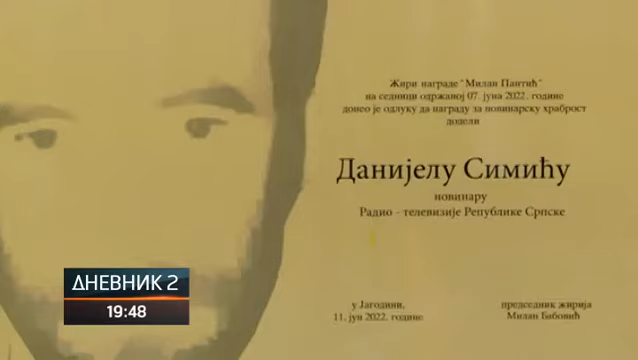 Жири награде "Милан Пантић"
на седници одржаној 07. јуна 2022. године
донео је одлуку да награду за новинарску храброст
додели
Данијелу Симићу
новинару
Радио - телевизије Републике Српске
у Јагодини,
11. јун 2022. године
председник жирија
Милан Бабовић
ДНЕВНИК 2
19:48